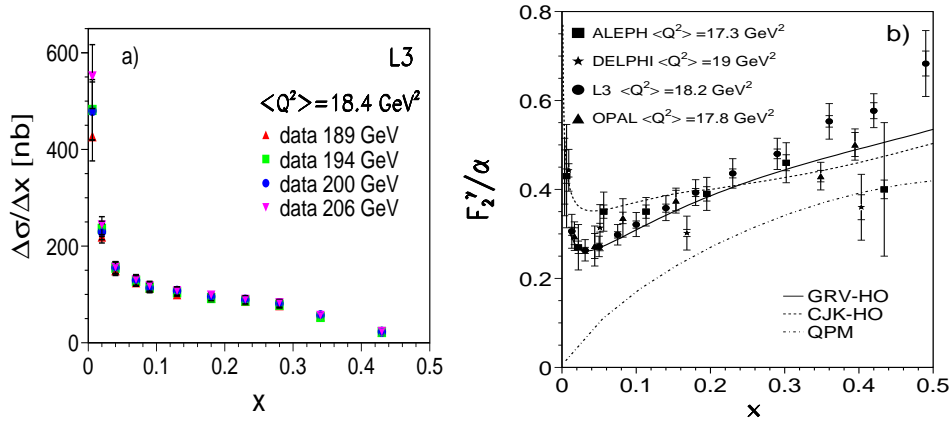 a)
L3
<Q²>=18.4 GeV²
data 189 GeV
data 194 GeV
data 200 GeV
data 206 GeV
Δσ/Δx [nb]
600
400
200
0
0
0.1
0.2
0.3
0.4
0.5
X
b)
ALEPH <Q²> =17.3 GeV²
DELPHI <Q²> =19 GeV²
L3 <Q²> =18.2 GeV²
OPAL <Q²> =17.8 GeV²
F₂^γ/α
0.8
0.6
0.4
0.2
0
GRV-HO
CJK-HO
QPM
0
0.1
0.2
0.3
0.4
0.5
x